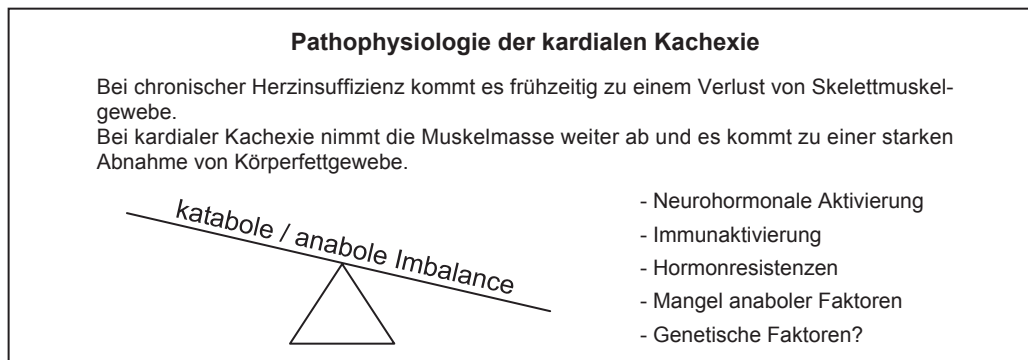 Pathophysiologie der kardialen Kachexie
Bei chronischer Herzinsuffizienz kommt es frühzeitig zu einem Verlust von Skelettmuskel-
gewebe.
Bei kardialer Kachexie nimmt die Muskelmasse weiter ab und es kommt zu einer starken
Abnahme von Körperfettgewebe.
katabole / anabole Imbalance
- Neurohormonale Aktivierung
- Immunaktivierung
- Hormonresistenzen
- Mangel anaboler Faktoren
- Genetische Faktoren?